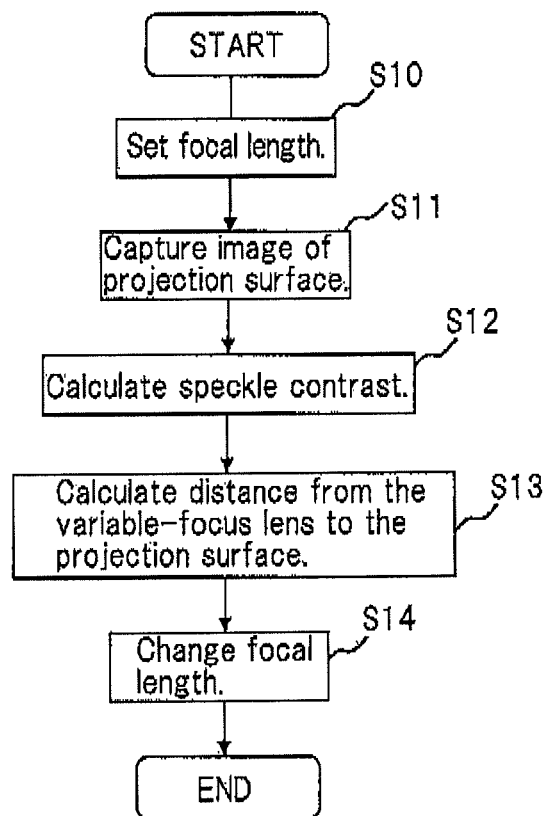 START
S10
Set focal length.
S11
Capture image of
projection surface.
S12
Calculate speckle contrast.
S13
Calculate distance from the
variable-focus lens to the
projection surface.
S14
Change focal
length.
END